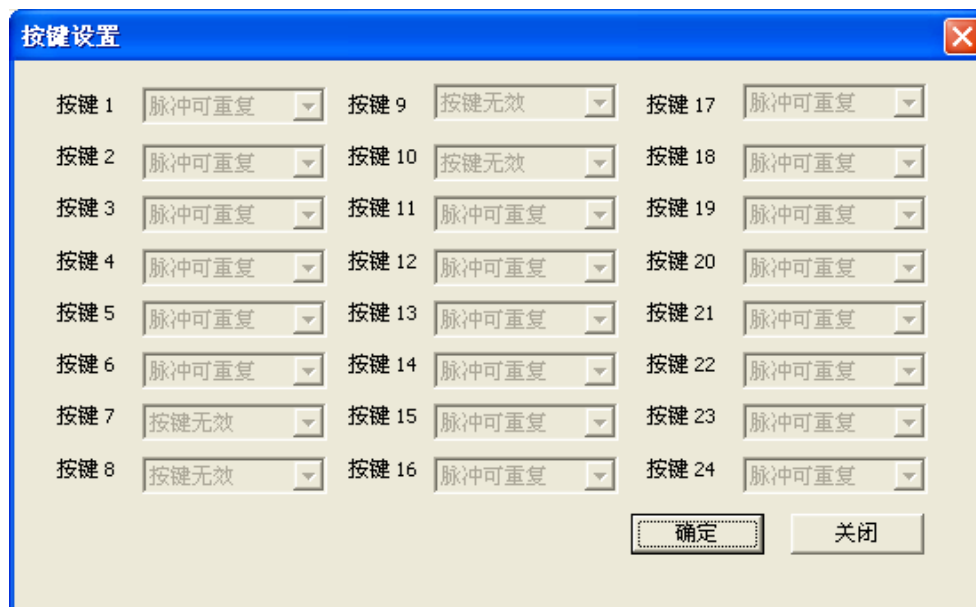 按键设置
按键 1 脉冲可重复 按键 9 按键无效 按键 17 脉冲可重复
按键 2 脉冲可重复 按键 10 按键无效 按键 18 脉冲可重复
按键 3 脉冲可重复 按键 11 脉冲可重复 按键 19 脉冲可重复
按键 4 脉冲可重复 按键 12 脉冲可重复 按键 20 脉冲可重复
按键 5 脉冲可重复 按键 13 脉冲可重复 按键 21 脉冲可重复
按键 6 脉冲可重复 按键 14 脉冲可重复 按键 22 脉冲可重复
按键 7 按键无效 按键 15 脉冲可重复 按键 23 脉冲可重复
按键 8 按键无效 按键 16 脉冲可重复 按键 24 脉冲可重复
确定 关闭